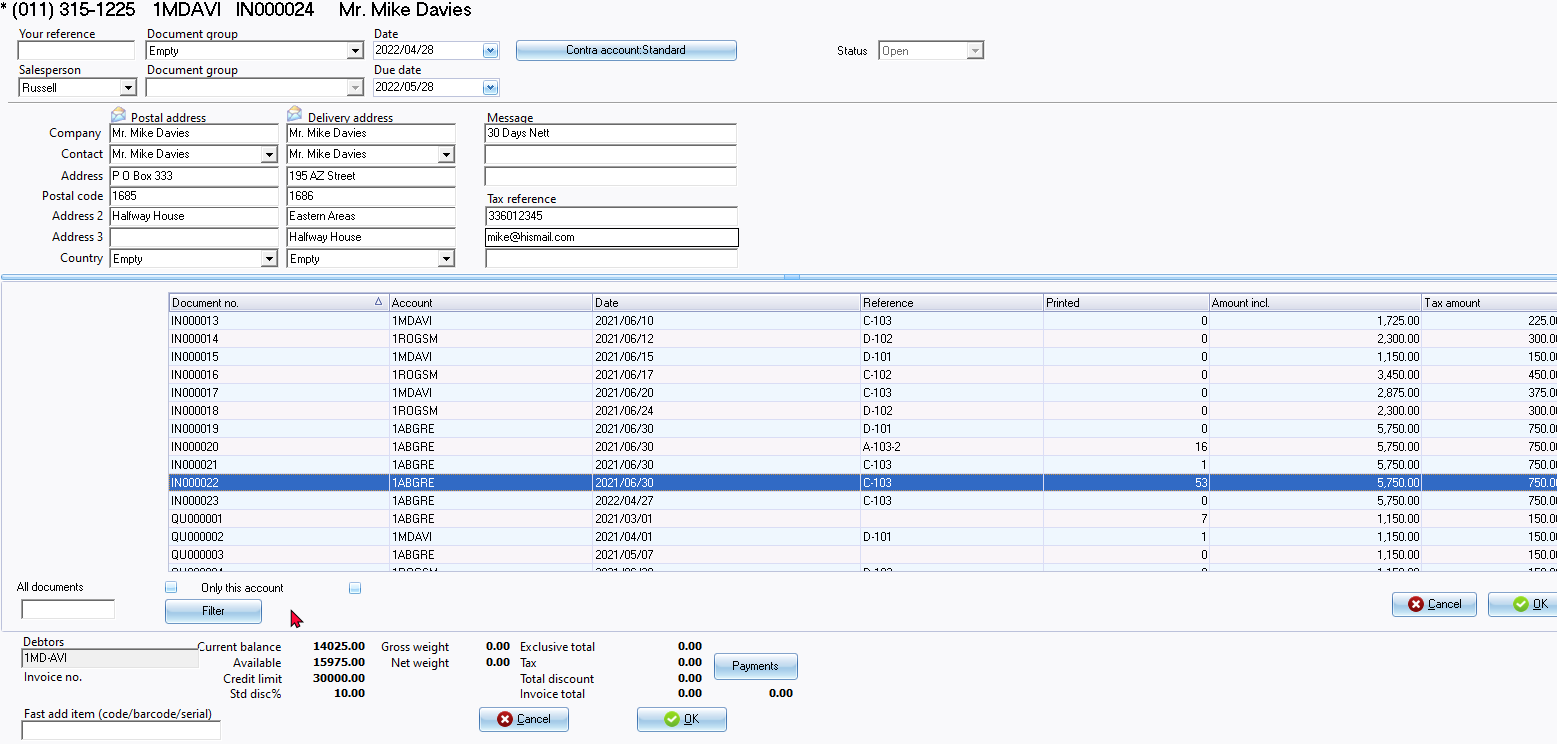 * (011) 315-1225 1MDAVI IN000024 Mr. Mike Davies
Your reference Document group Date
Empty 2022/04/28 Contra account:Standard Status Open
Salesperson Document group Due date
Russell 2022/05/28
Postal address Delivery address Message
Company Mr. Mike Davies Mr. Mike Davies 30 Days Nett
Contact Mr. Mike Davies Mr. Mike Davies
Address P O Box 333 195 AZ Street
Postal code 1685 1686 Tax reference
Address 2 Halfway House Eastern Areas 336012345
Address 3 Halfway House mike@hismail.com
Country Empty Empty
Document no. Account Date Reference Printed Amount incl. Tax amount
IN000013 1MDAVI 2021/06/10 C-103 0 1,725.00 225.00
IN000014 1ROGSM 2021/06/12 D-102 0 2,300.00 300.00
IN000015 1MDAVI 2021/06/15 D-101 0 1,150.00 150.00
IN000016 1ROGSM 2021/06/17 C-102 0 3,450.00 450.00
IN000017 1MDAVI 2021/06/20 C-103 0 2,875.00 375.00
IN000018 1ROGSM 2021/06/24 D-102 0 2,300.00 300.00
IN000019 1ABGRE 2021/06/30 D-101 0 5,750.00 750.00
IN000020 1ABGRE 2021/06/30 A-103-2 16 5,750.00 750.00
IN000021 1ABGRE 2021/06/30 C-103 1 5,750.00 750.00
IN000022 1ABGRE 2021/06/30 C-103 53 5,750.00 750.00
IN000023 1ABGRE 2022/04/27 C-103 0 5,750.00 750.00
QU000001 1ABGRE 2021/03/01 7 1,150.00 150.00
QU000002 1MDAVI 2021/04/01 D-101 1 1,150.00 150.00
QU000003 1ABGRE 2021/05/07 0 1,150.00 150.00
All documents Only this account
Filter Cancel OK
Debtors Current balance 14025.00 Gross weight 0.00 Exclusive total 0.00
1MD-AVI Available 15975.00 Net weight 0.00 Tax 0.00 Payments
Invoice no. Credit limit 30000.00 Total discount 0.00
Std disc% 10.00 Invoice total 0.00 0.00
Fast add item (code/barcode/serial) Cancel OK